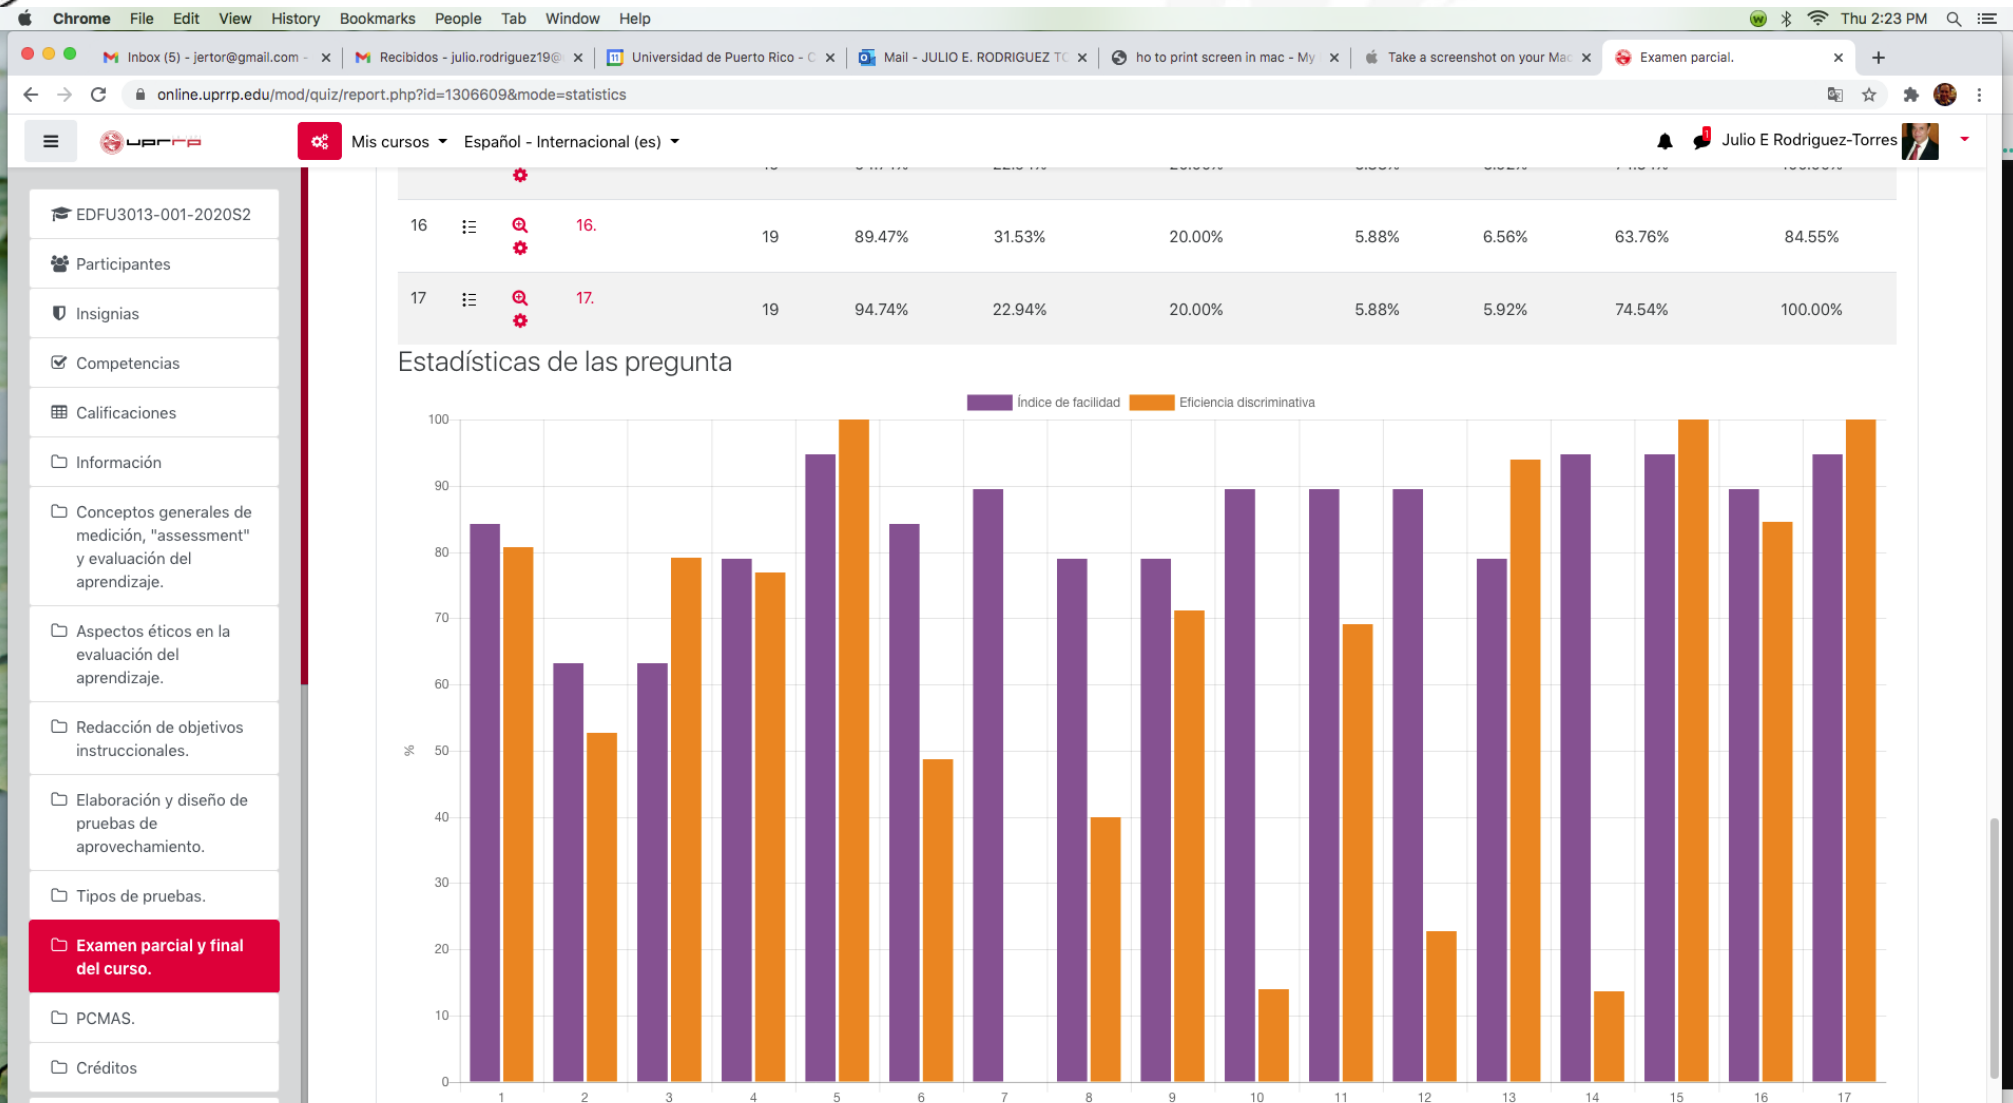 Chrome File Edit View History Bookmarks People Tab Window Help
Thu 2:23 PM
Inbox (5) - jertor@gmail.com -
Recibidos - julio.rodriguez19@
Universidad de Puerto Rico - C
Mail - JULIO E. RODRIGUEZ TO
ho to print screen in mac - My
Take a screenshot on your Mac
Examen parcial.
online.uprrp.edu/mod/quiz/report.php?id=1306609&mode=statistics
uprrp
Mis cursos
Español - Internacional (es)
1
Julio E Rodriguez-Torres
EDFU3013-001-2020S2
Participantes
Insignias
Competencias
Calificaciones
Información
Conceptos generales de
medición, "assessment"
y evaluación del
aprendizaje.
Aspectos éticos en la
evaluación del
aprendizaje.
Redacción de objetivos
instruccionales.
Elaboración y diseño de
pruebas de
aprovechamiento.
Tipos de pruebas.
Examen parcial y final
del curso.
PCMAS.
Créditos
16 16. 19 89.47% 31.53% 20.00% 5.88% 6.56% 63.76% 84.55%
17 17. 19 94.74% 22.94% 20.00% 5.88% 5.92% 74.54% 100.00%
Estadísticas de las pregunta
Índice de facilidad Eficiencia discriminativa
100
90
80
70
60
50
40
30
20
10
0
%
1 2 3 4 5 6 7 8 9 10 11 12 13 14 15 16 17